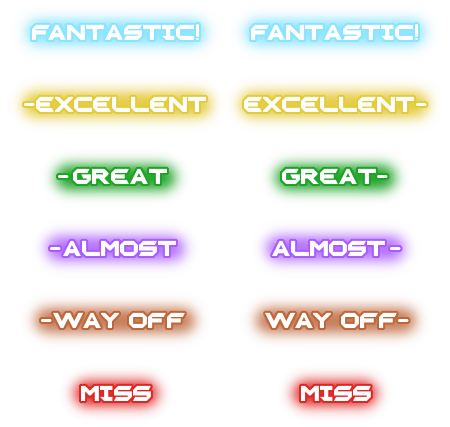 FANTASTIC! FANTASTIC!
-EXCELLENT EXCELLENT-
-GREAT GREAT-
-ALMOST ALMOST-
-WAY OFF WAY OFF-
MISS MISS